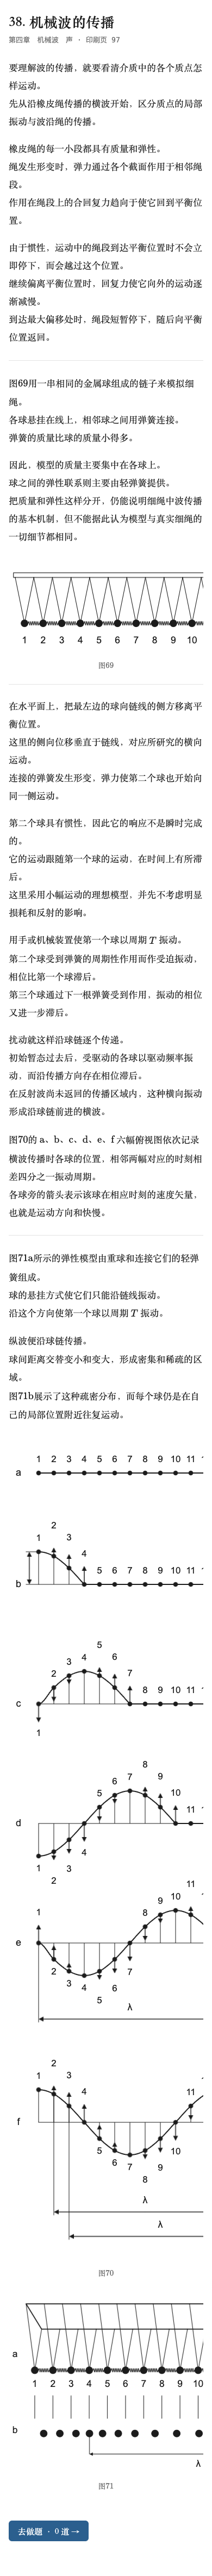 38. 机械波的传播
第四章 机械波 声 · 印刷页 97
要理解波的传播，就要看清介质中的各个质点怎
样运动。
先从沿橡皮绳传播的横波开始，区分质点的局部
振动与波沿绳的传播。
橡皮绳的每一小段都具有质量和弹性。
绳发生形变时，弹力通过各个截面作用于相邻绳
段。
作用在绳段上的合回复力趋向于使它回到平衡位
置。
由于惯性，运动中的绳段到达平衡位置时不会立
即停下，而会越过这个位置。
继续偏离平衡位置时，回复力使它向外的运动逐
渐减慢。
到达最大偏移处时，绳段短暂停下，随后向平衡
位置返回。
图69用一串相同的金属球组成的链子来模拟细
绳。
各球悬挂在线上，相邻球之间用弹簧连接。
弹簧的质量比球的质量小得多。
因此，模型的质量主要集中在各球上。
球之间的弹性联系则主要由轻弹簧提供。
把质量和弹性这样分开，仍能说明细绳中波传播
的基本机制，但不能据此认为模型与真实细绳的
一切细节都相同。
1 2 3 4 5 6 7 8 9 10
图69
在水平面上，把最左边的球向链线的侧方移离平
衡位置。
这里的侧向位移垂直于链线，对应所研究的横向
运动。
连接的弹簧发生形变，弹力使第二个球也开始向
同一侧运动。
第二个球具有惯性，因此它的响应不是瞬时完成
的。
它的运动跟随第一个球的运动，在时间上有所滞
后。
这里采用小幅运动的理想模型，并先不考虑明显
损耗和反射的影响。
用手或机械装置使第一个球以周期 T 振动。
第二个球受到弹簧的周期性作用而作受迫振动，
相位比第一个球滞后。
第三个球通过下一根弹簧受到作用，振动的相位
又进一步滞后。
扰动就这样沿球链逐个传递。
初始暂态过去后，受驱动的各球以驱动频率振
动，而沿传播方向存在相位滞后。
在反射波尚未返回的传播区域内，这种横向振动
形成沿球链前进的横波。
图70的 a、b、c、d、e、f 六幅俯视图依次记录
横波传播时各球的位置，相邻两幅对应的时刻相
差四分之一振动周期。
各球旁的箭头表示该球在相应时刻的速度矢量，
也就是运动方向和快慢。
图71a所示的弹性模型由重球和连接它们的轻弹
簧组成。
球的悬挂方式使它们只能沿链线振动。
沿这个方向使第一个球以周期 T 振动。
纵波便沿球链传播。
球间距离交替变小和变大，形成密集和稀疏的区
域。
图71b展示了这种疏密分布，而每个球仍是在自
己的局部位置附近往复运动。
1 2 3 4 5 6 7 8 9 10 11
a
1 2 3 4 5 6 7 8 9 10 11
b
1 2 3 4 5 6 7 8 9 10 11
c
1 2 3 4 5 6 7 8 9 10 11
d
1 2 3 4 5 6 7 8 9 10 11
e
λ
1 2 3 4 5 6 7 8 9 10 11
f
λ
λ
图70
a
1 2 3 4 5 6 7 8 9 10
b
λ
图71
去做题 · 0 道 →